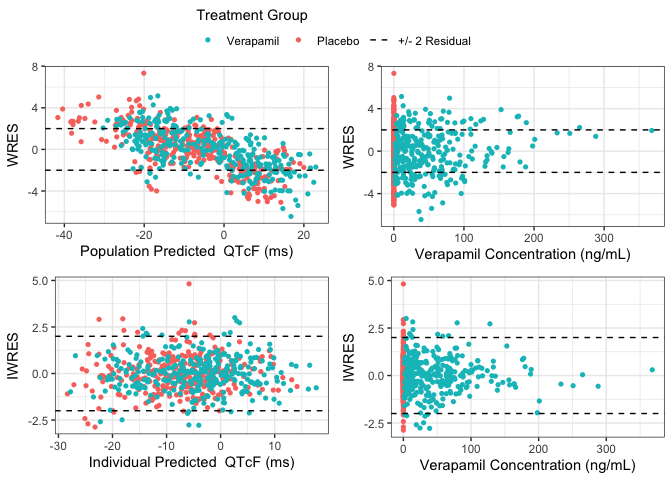 Treatment Group
Verapamil Placebo +/- 2 Residual
WRES
8
4
0
-4
-40 -20 0 20
Population Predicted QTcF (ms)
WRES
8
4
0
-4
0 100 200 300
Verapamil Concentration (ng/mL)
IWRES
5.0
2.5
0.0
-2.5
-30 -20 -10 0 10
Individual Predicted QTcF (ms)
IWRES
5.0
2.5
0.0
-2.5
0 100 200 300
Verapamil Concentration (ng/mL)